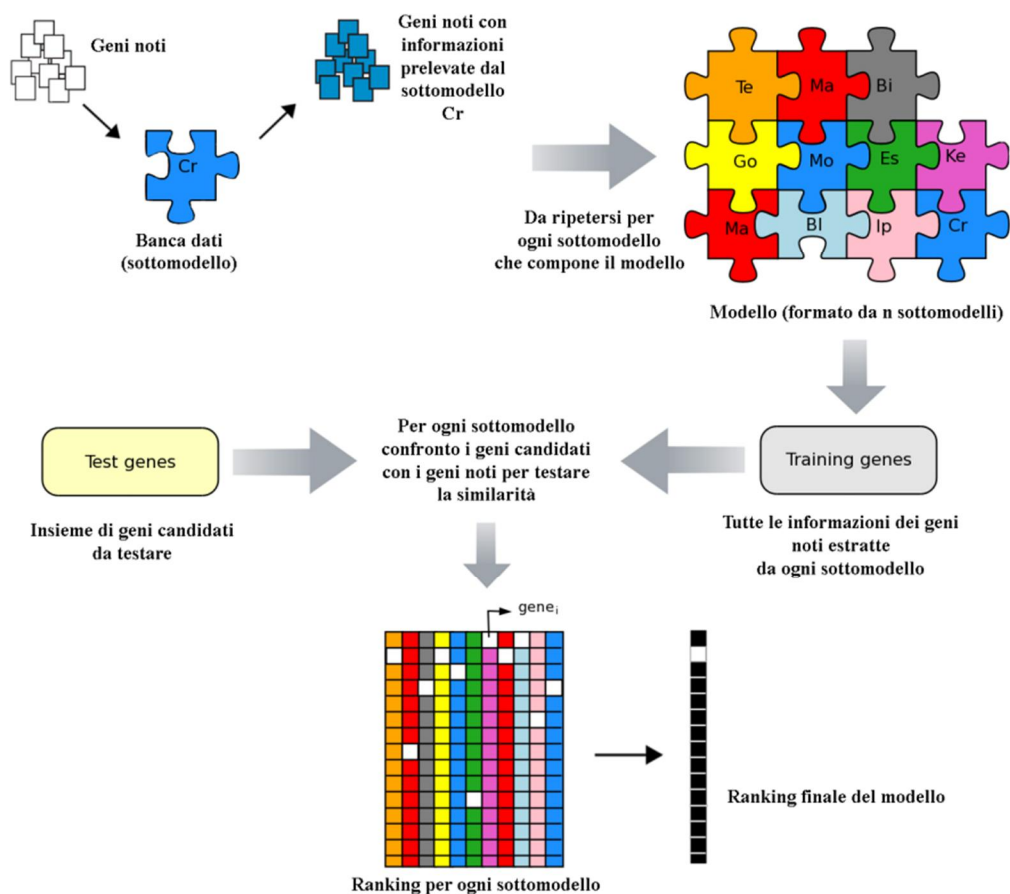 Geni noti
Geni noti con
informazioni
prelevate dal
sottomodello
Cr
Cr
Banca dati
(sottomodello)
Da ripetersi per
ogni sottomodello
che compone il modello
Te
Ma
Bi
Go
Mo
Es
Ke
Ma
Bl
Ip
Cr
Modello (formato da n sottomodelli)
Test genes
Insieme di geni candidati
da testare
Per ogni sottomodello
confronto i geni candidati
con i geni noti per testare
la similarità
Training genes
Tutte le informazioni dei geni
noti estratte
da ogni sottomodello
gene i
Ranking per ogni sottomodello
Ranking finale del modello